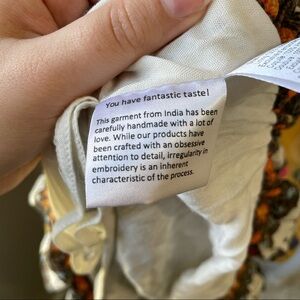 You have fantastic taste!
This garment from India has been
carefully handmade with a lot of
love. While our products have
been crafted with an obsessive
attention to detail, irregularity in
embroidery is an inherent
characteristic of the process.